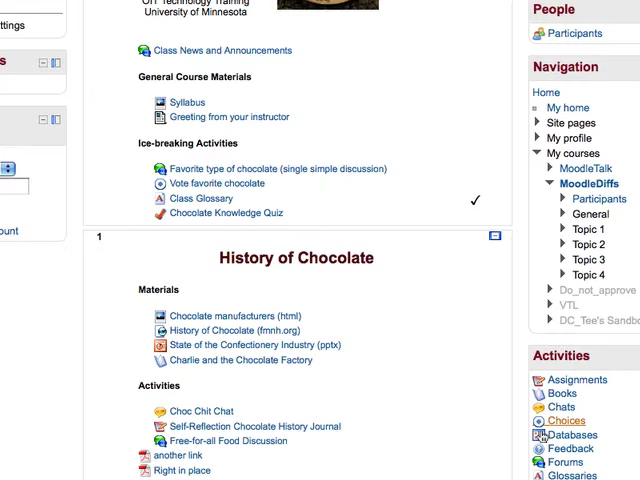 OIT Technology Training
University of Minnesota
Class News and Announcements
General Course Materials
Syllabus
Greeting from your instructor
Ice-breaking Activities
Favorite type of chocolate (single simple discussion)
Vote favorite chocolate
Class Glossary
Chocolate Knowledge Quiz
1
History of Chocolate
Materials
Chocolate manufacturers (html)
History of Chocolate (fmnh.org)
State of the Confectionery Industry (pptx)
Charlie and the Chocolate Factory
Activities
Choc Chit Chat
Self-Reflection Chocolate History Journal
Free-for-all Food Discussion
another link
Right in place
ttings
s
ount
People
Participants
Navigation
Home
My home
Site pages
My profile
My courses
MoodleTalk
MoodleDiffs
Participants
General
Topic 1
Topic 2
Topic 3
Topic 4
Do_not_approve
VTL
DC_Tee's Sandbo
Activities
Assignments
Books
Chats
Choices
Databases
Feedback
Forums
Glossaries